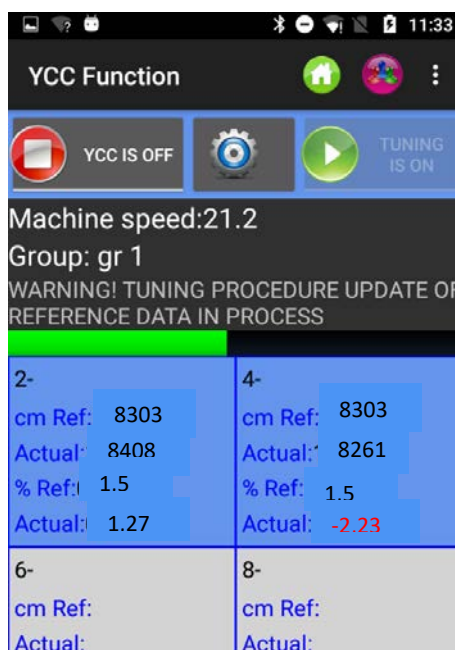 11:33
YCC Function
YCC IS OFF
TUNING
IS ON
Machine speed:21.2
Group: gr 1
WARNING! TUNING PROCEDURE UPDATE OF
REFERENCE DATA IN PROCESS
2-
cm Ref: 8303
Actual: 8408
% Ref: 1.5
Actual: 1.27
4-
cm Ref: 8303
Actual: 8261
% Ref: 1.5
Actual: -2.23
6-
cm Ref:
Actual:
8-
cm Ref:
Actual: